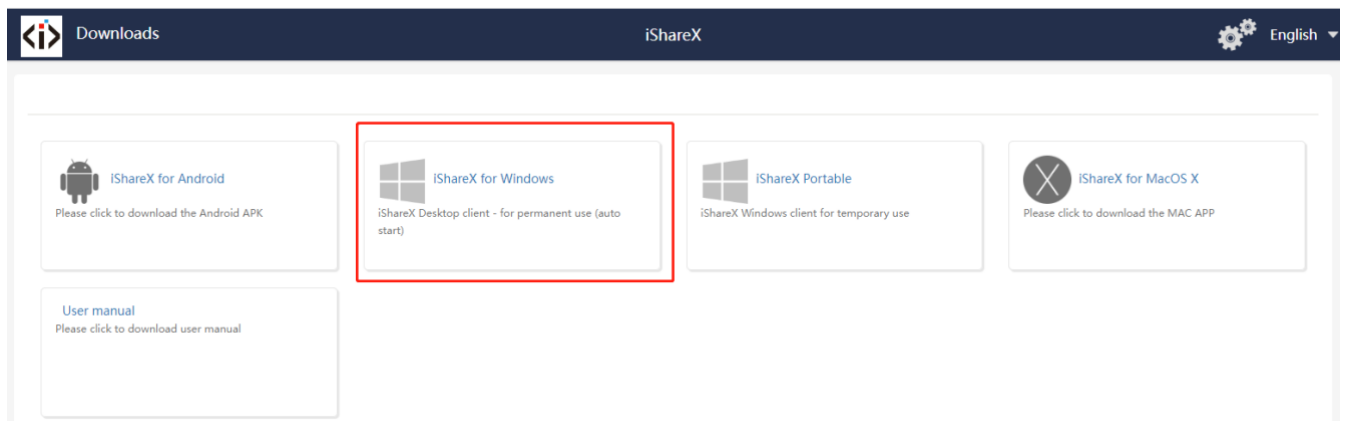 <i> Downloads iShareX English
iShareX for Android
Please click to download the Android APK
iShareX for Windows
iShareX Desktop client - for permanent use (auto
start)
iShareX Portable
iShareX Windows client for temporary use
X iShareX for MacOS X
Please click to download the MAC APP
User manual
Please click to download user manual